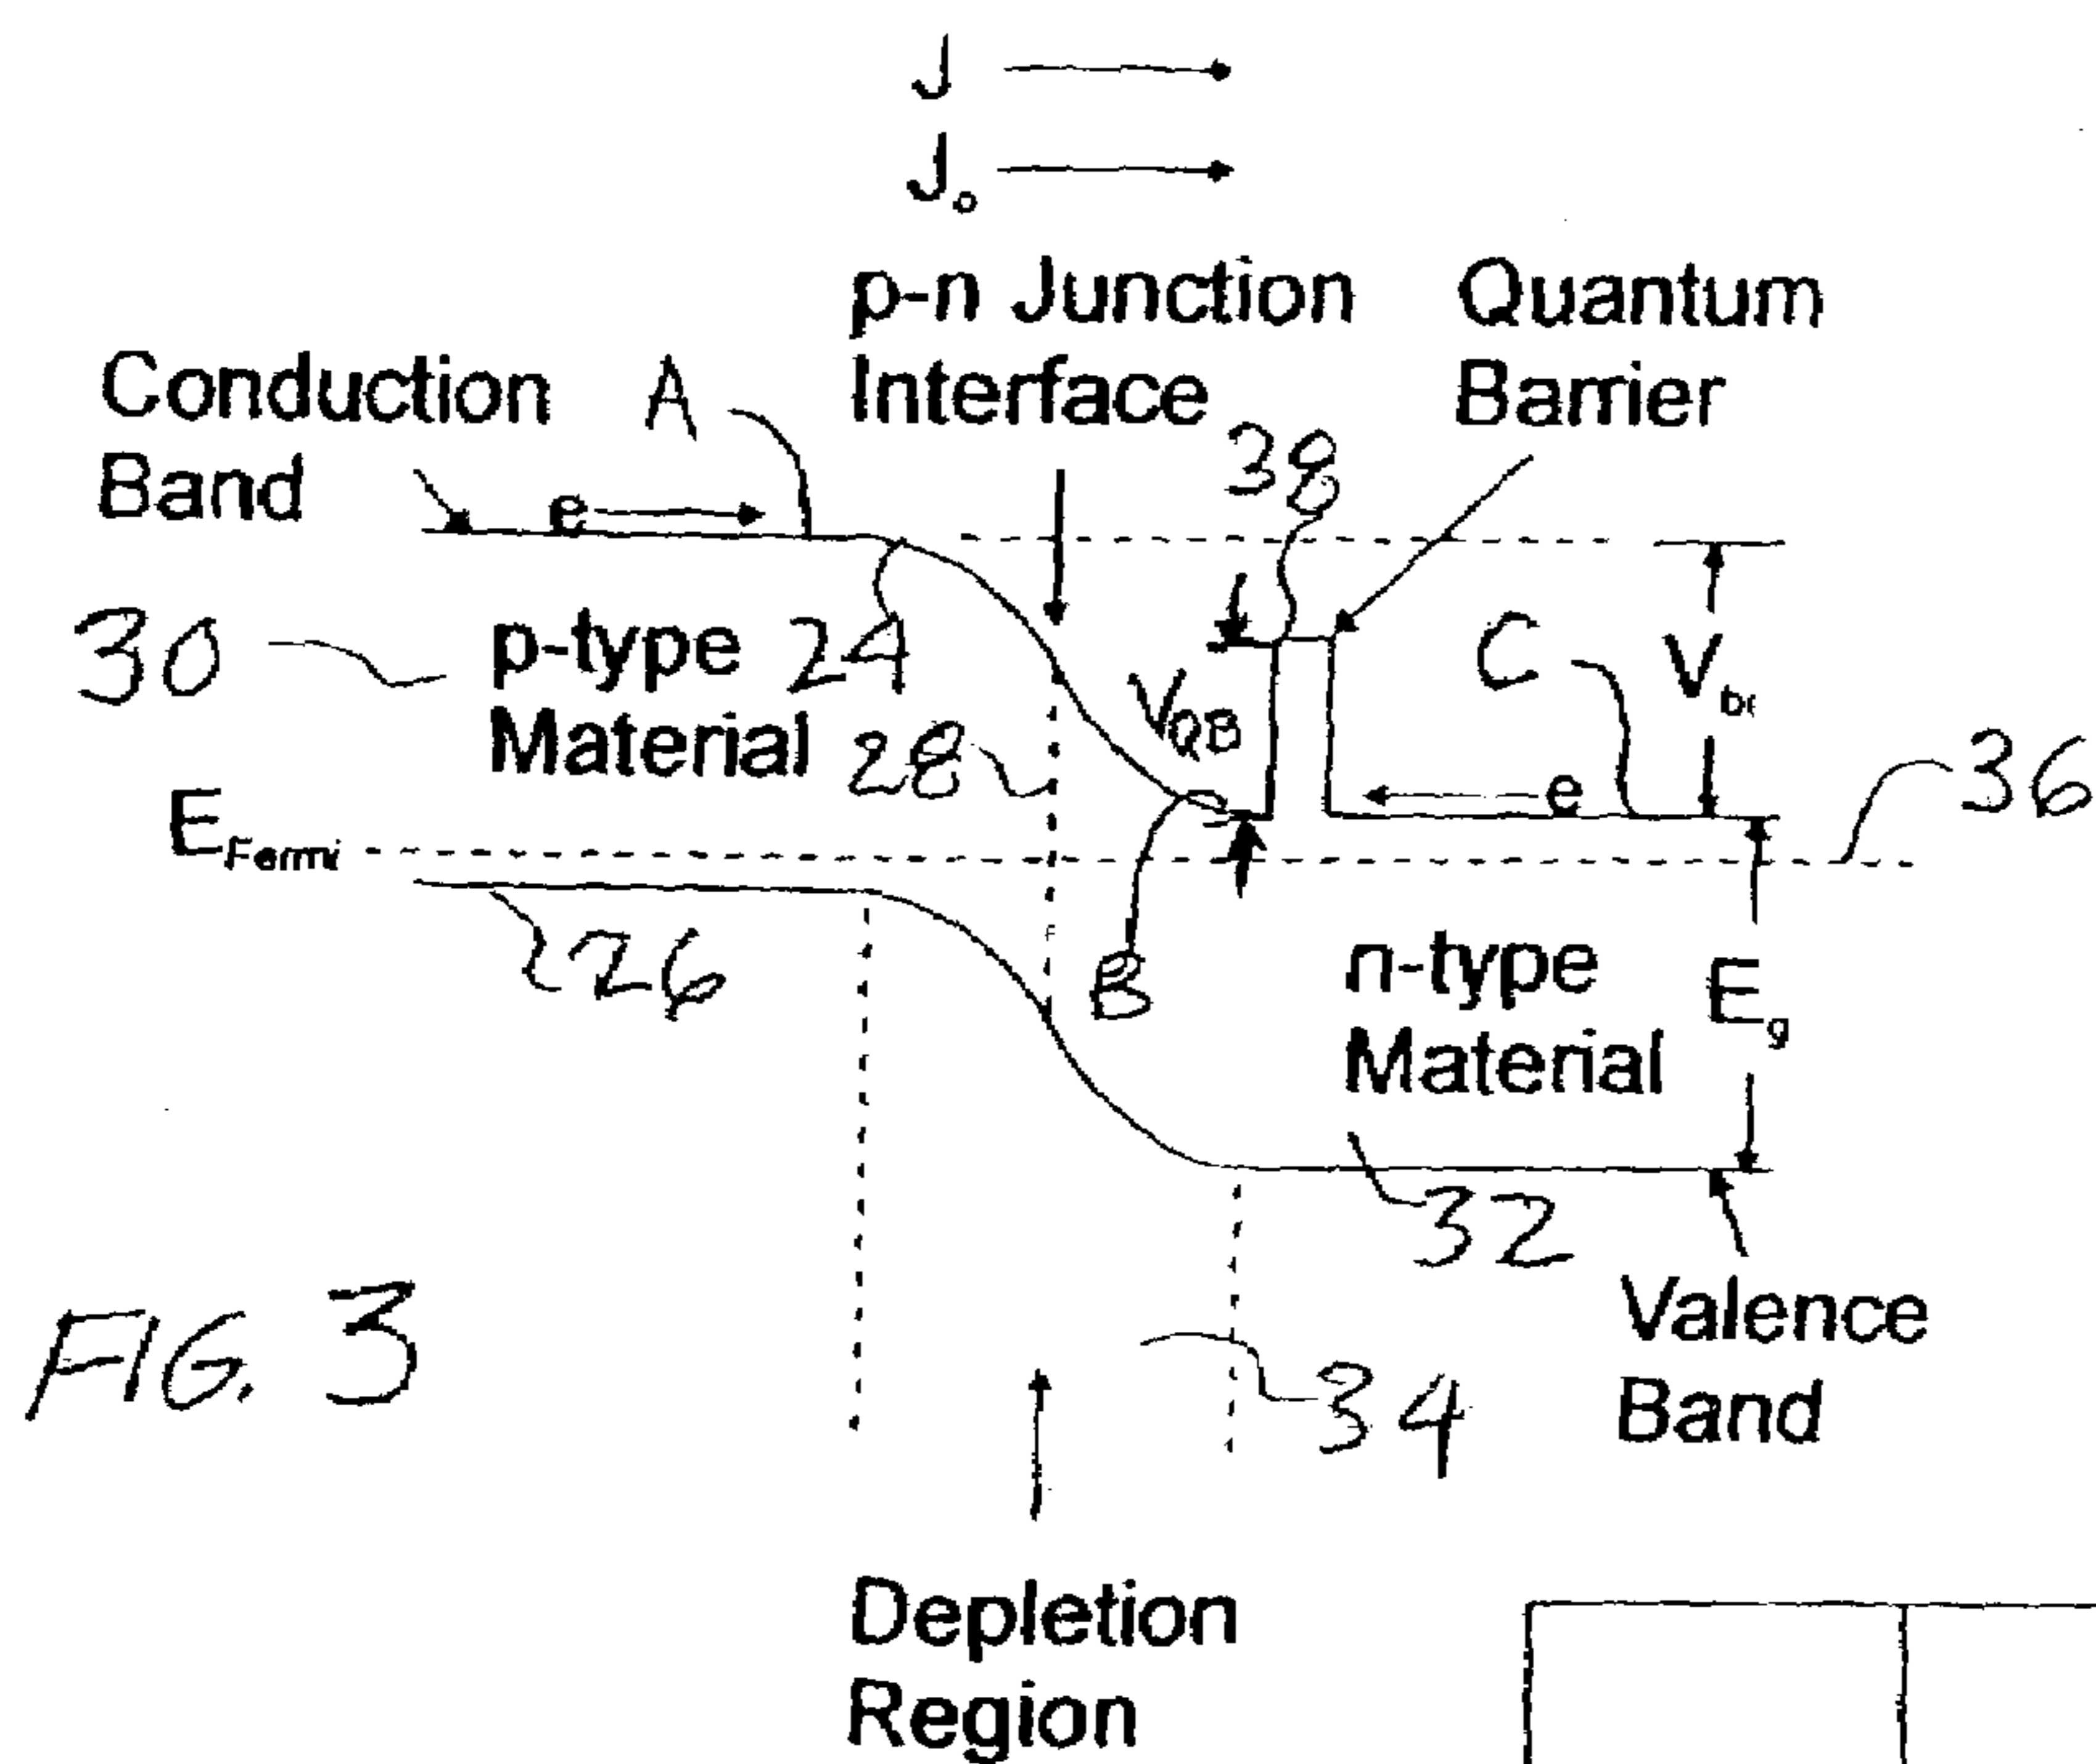 J
J₀
p-n Junction
Interface
Quantum
Barrier
Conduction
Band
A
38
e
30
p-type
Material
24
28
V_QB
C
V_bi
e
36
E_Fermi
26
B
n-type
Material
E_g
32
34
Valence
Band
FIG. 3
Depletion
Region